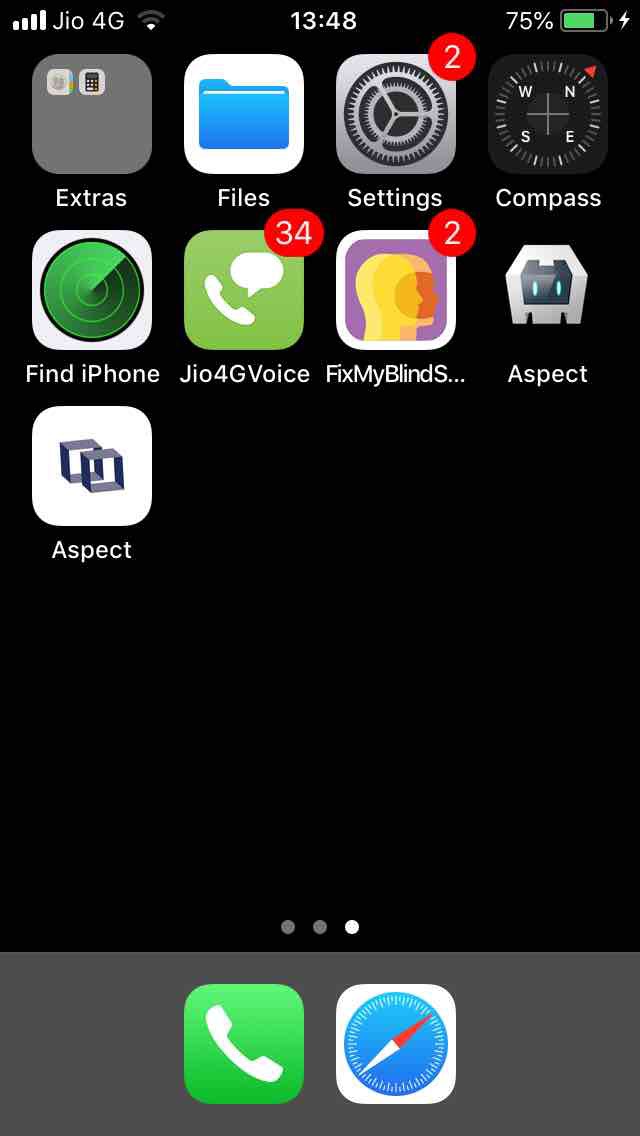 Jio 4G 13:48 75%
2
W N
S E
Extras Files Settings Compass
34 2
Find iPhone Jio4GVoice FixMyBlindS... Aspect
Aspect